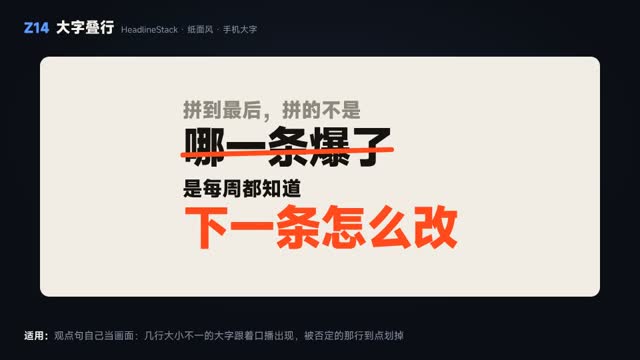 Z14 大字叠行 HeadlineStack · 纸面风 · 手机大字
拼到最后，拼的不是
哪一条爆了
是每周都知道
下一条怎么改
适用：观点句自己当画面：几行大小不一的大字跟着口播出现，被否定的那行到点划掉